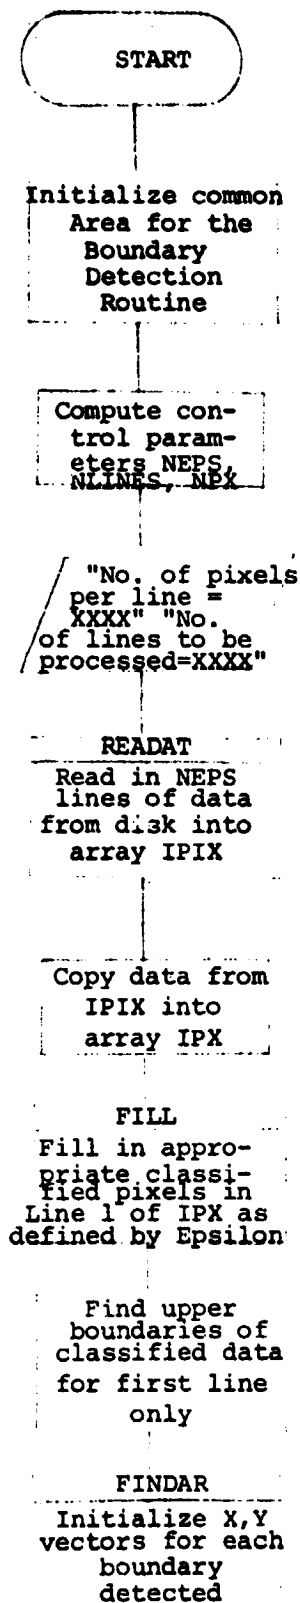 START
Initialize common
Area for the
Boundary
Detection
Routine
Compute con-
trol param-
eters NEPS,
NLINES, NPX
"No. of pixels
per line =
XXXX" "No.
of lines to be
processed=XXXX"
READAT
Read in NEPS
lines of data
from disk into
array IPIX
Copy data from
IPIX into
array IPX
FILL
Fill in appro-
priate classi-
fied pixels in
Line 1 of IPX as
defined by Epsilon
Find upper
boundaries of
classified data
for first line
only
FINDAR
Initialize X,Y
vectors for each
boundary
detected